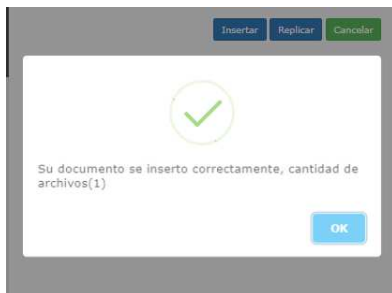 Insertar Replicar Cancelar
Su documento se inserto correctamente, cantidad de
archivos(1)
OK